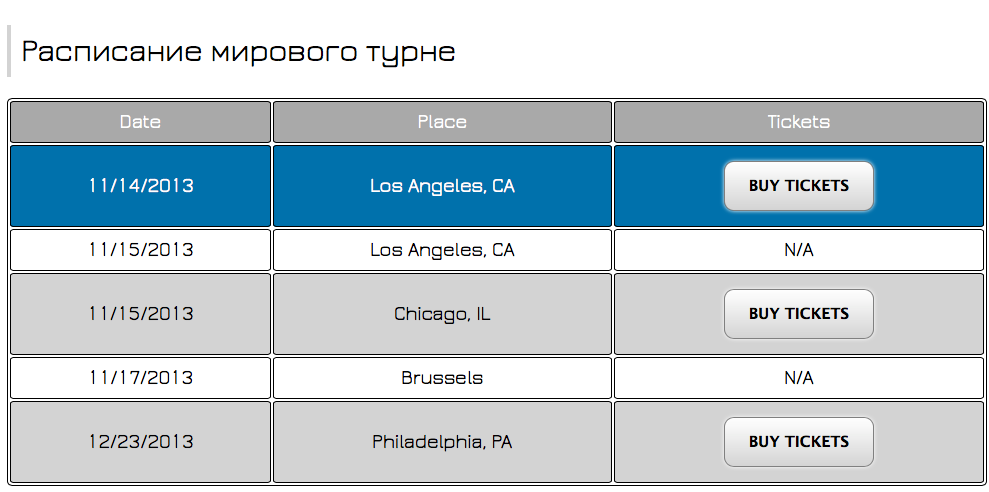 Расписание мирового турне
Date Place Tickets
11/14/2013 Los Angeles, CA BUY TICKETS
11/15/2013 Los Angeles, CA N/A
11/15/2013 Chicago, IL BUY TICKETS
11/17/2013 Brussels N/A
12/23/2013 Philadelphia, PA BUY TICKETS